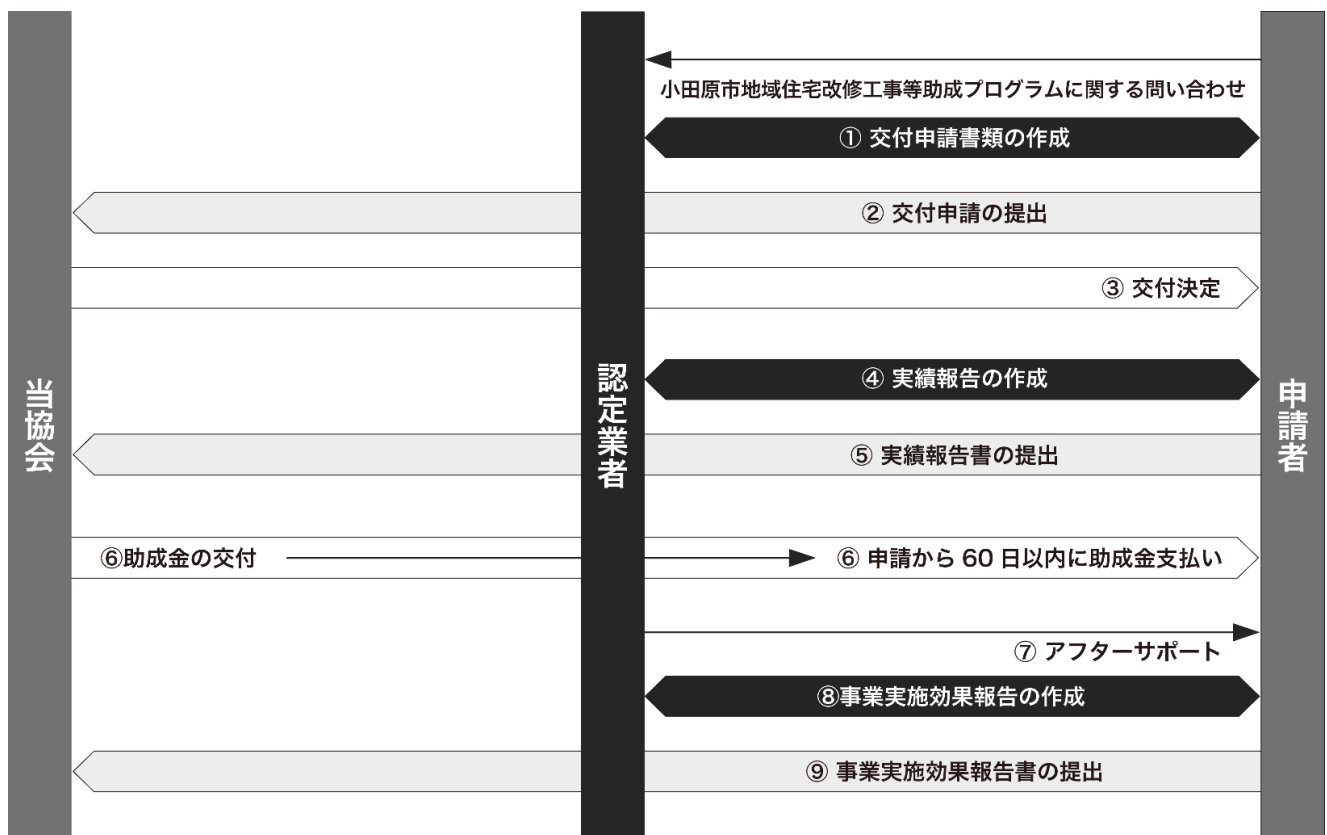 小田原市地域住宅改修工事等助成プログラムに関する問い合わせ
① 交付申請書類の作成
② 交付申請の提出
③ 交付決定
④ 実績報告の作成
⑤ 実績報告書の提出
⑥助成金の交付
⑥ 申請から 60 日以内に助成金支払い
⑦ アフターサポート
⑧事業実施効果報告の作成
⑨ 事業実施効果報告書の提出
当協会
認定業者
申請者